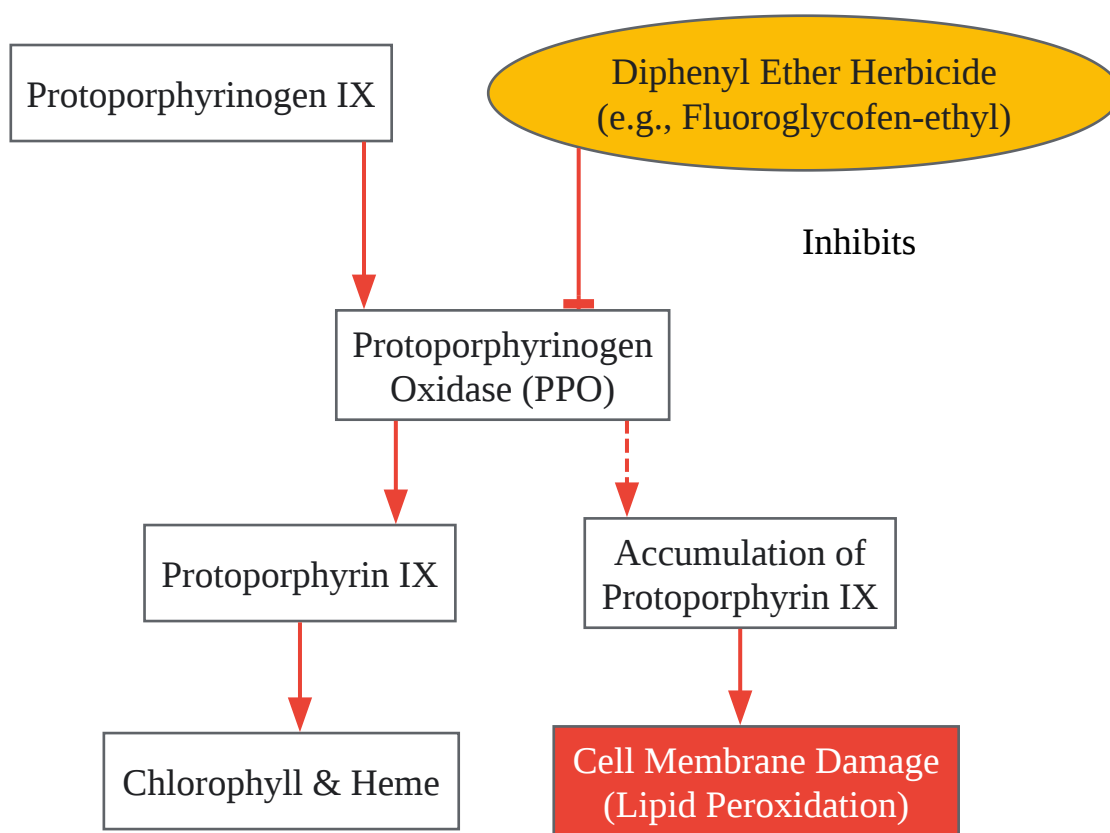 Protoporphyrinogen IX
Diphenyl Ether Herbicide
(e.g., Fluoroglycofen-ethyl)
Inhibits
Protoporphyrinogen
Oxidase (PPO)
Protoporphyrin IX
Accumulation of
Protoporphyrin IX
Chlorophyll & Heme
Cell Membrane Damage
(Lipid Peroxidation)